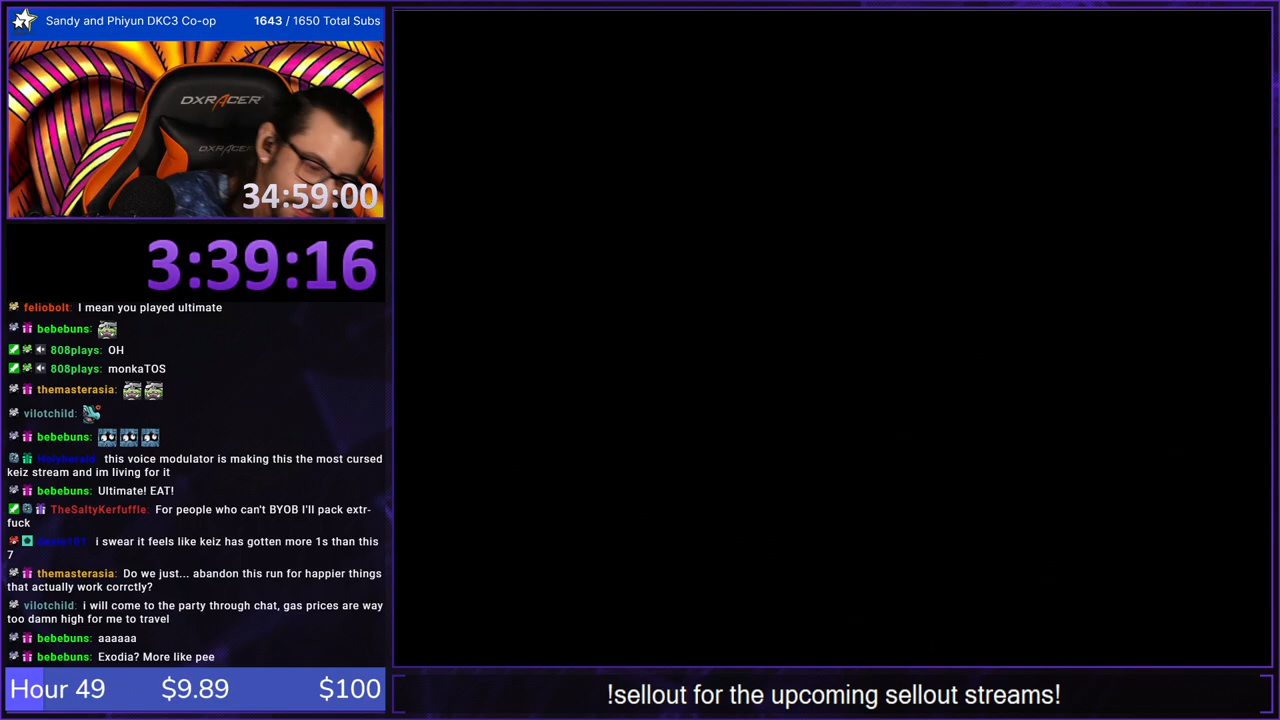 Sandy and Phiyun DKC3 Co-op 1643 / 1650 Total Subs
DXRACER
DXRACER
34:59:00
3:39:16
feliobolt: I mean you played ultimate
bebebuns:
808plays: OH
808plays: monkaTOS
themasterasia:
vilotchild:
bebebuns:
this voice modulator is making this the most cursed
keiz stream and im living for it
bebebuns: Ultimate! EAT!
TheSaltyKerfuffle: For people who can't BYOB I'll pack extr-
fuck
i swear it feels like keiz has gotten more 1s than this
7
themasterasia: Do we just... abandon this run for happier things
that actually work corrctly?
vilotchild: i will come to the party through chat, gas prices are way
too damn high for me to travel
bebebuns: aaaaaa
bebebuns: Exodia? More like pee
Hour 49 $9.89 $100
!sellout for the upcoming sellout streams!